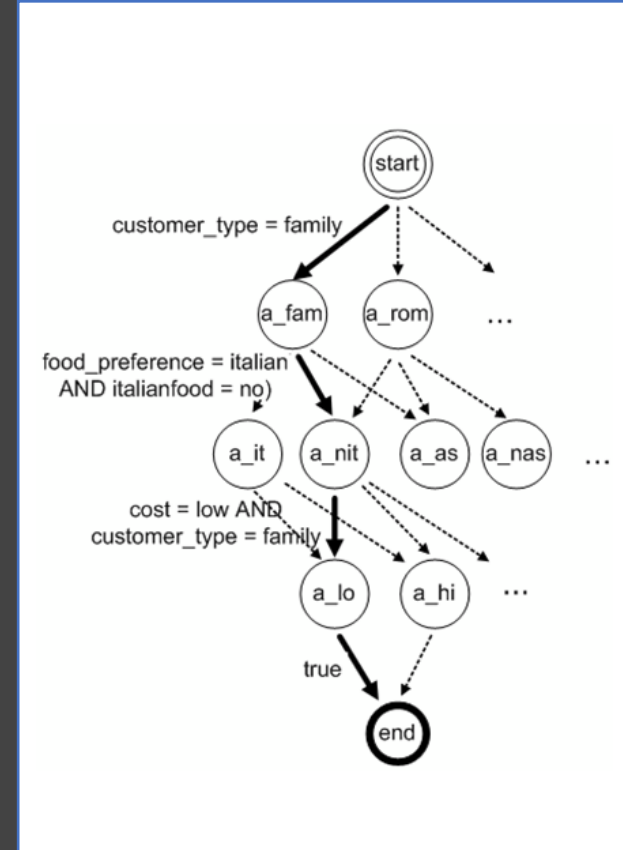 start
customer_type = family
a_fam
a_rom
...
food_preference = italian
AND italianfood = no)
a_it
a_nit
a_as
a_nas
...
cost = low AND
customer_type = family
a_lo
a_hi
...
true
end